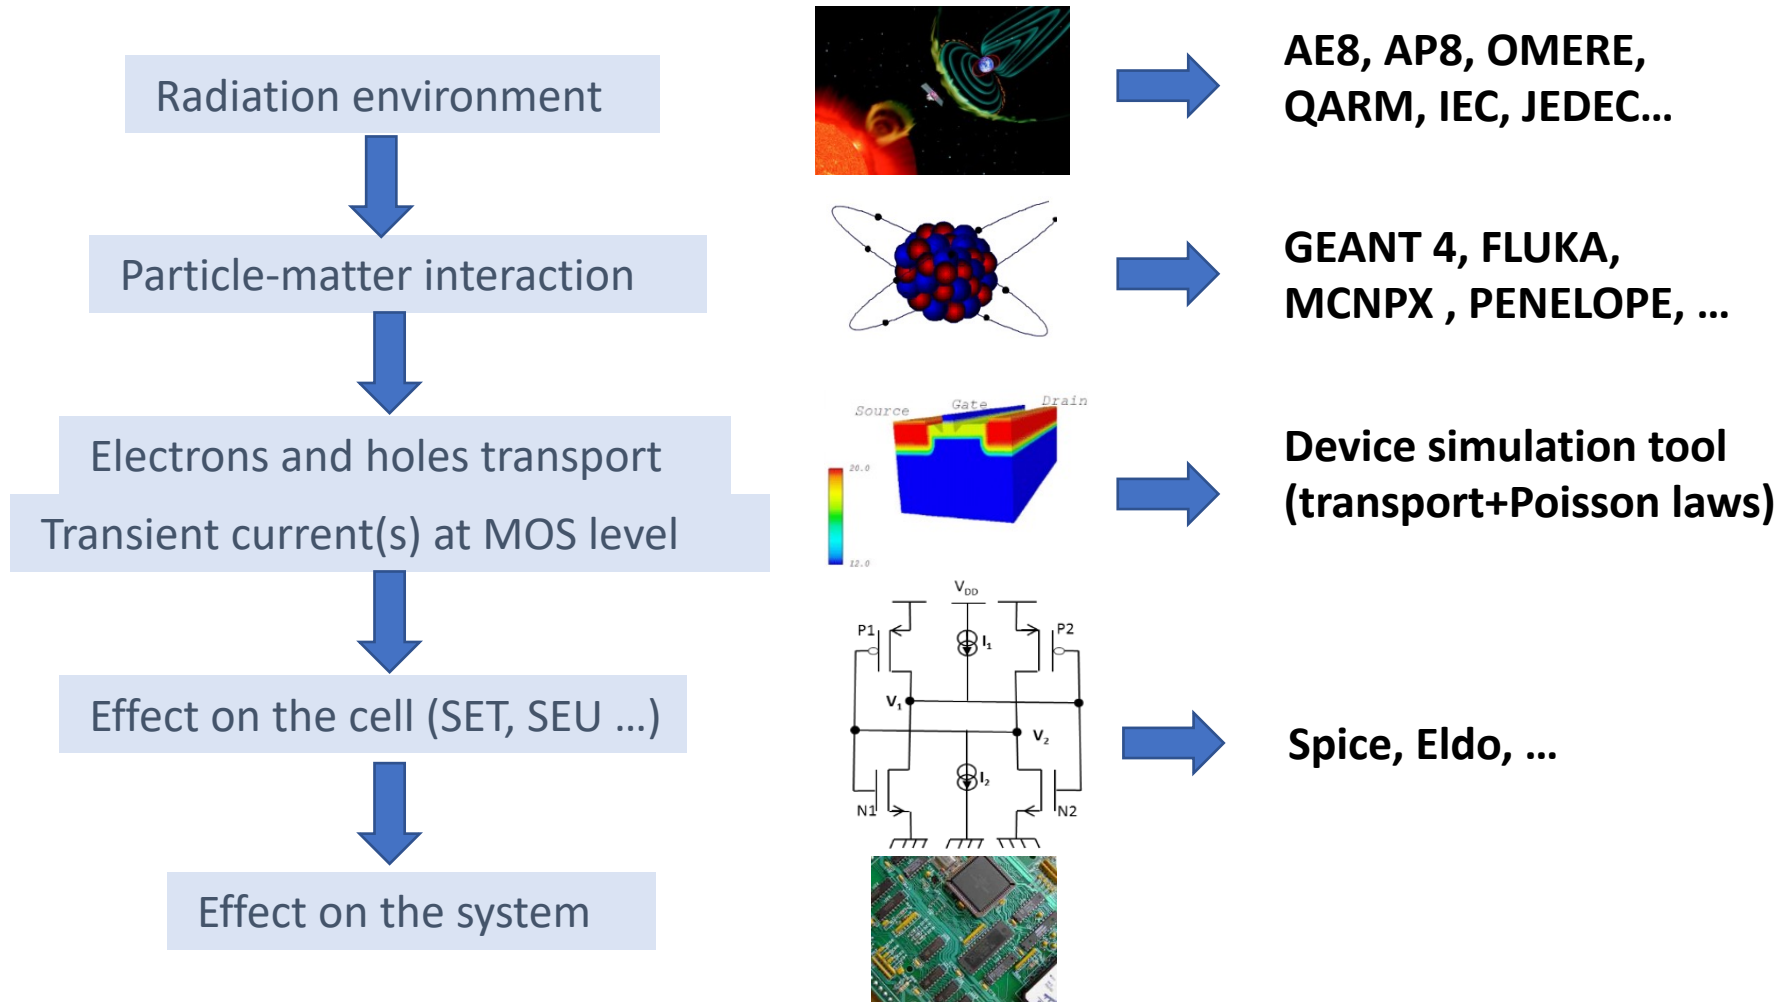 Radiation environment
AE8, AP8, OMERE,
QARM, IEC, JEDEC…
Particle-matter interaction
GEANT 4, FLUKA,
MCNPX , PENELOPE, …
Electrons and holes transport
Transient current(s) at MOS level
Source Gate Drain
20.0
12.0
Device simulation tool
(transport+Poisson laws)
Effect on the cell (SET, SEU …)
VDD
P1
I1
P2
V1
V2
I2
N1
N2
Spice, Eldo, …
Effect on the system